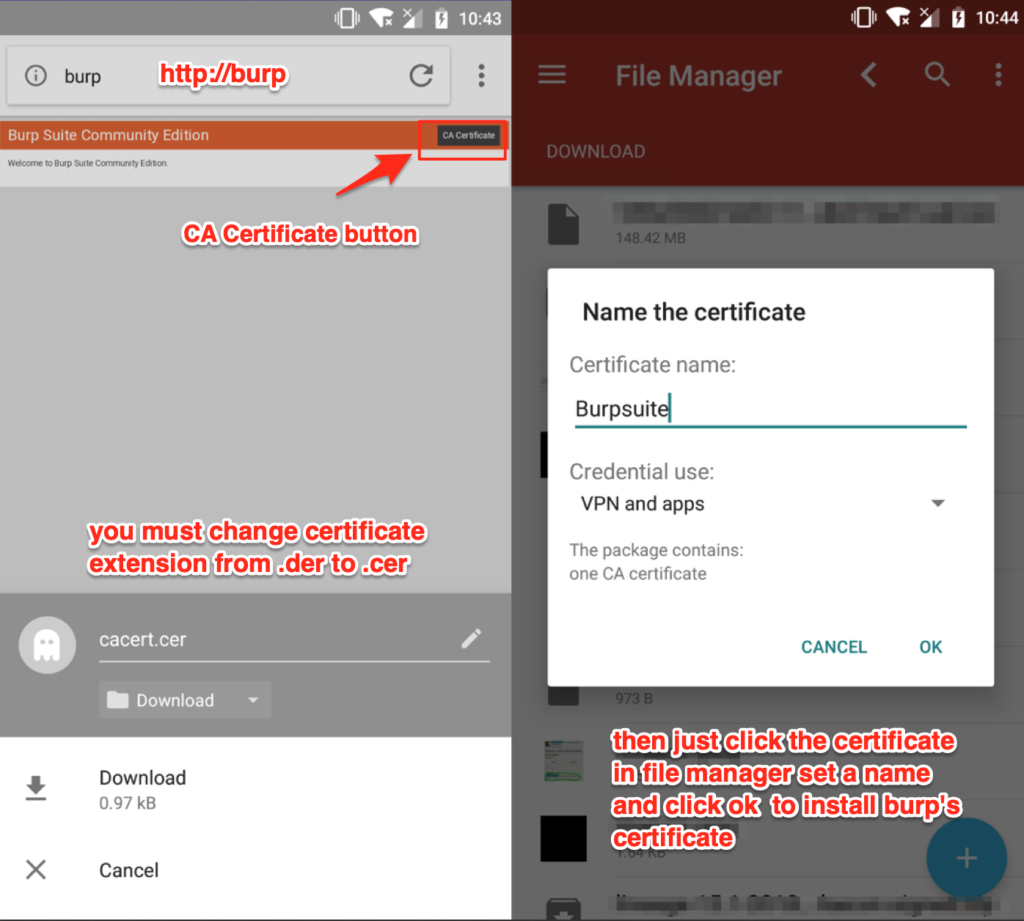 10:43
burp
http://burp
Burp Suite Community Edition
CA Certificate
Welcome to Burp Suite Community Edition.
CA Certificate button
you must change certificate
extension from .der to .cer
cacert.cer
Download
Download
0.97 kB
Cancel
10:44
File Manager
DOWNLOAD
148.42 MB
Name the certificate
Certificate name:
Burpsuite
Credential use:
VPN and apps
The package contains:
one CA certificate
CANCEL
OK
973 B
then just click the certificate
in file manager set a name
and click ok to install burp's
certificate
1.64 KB